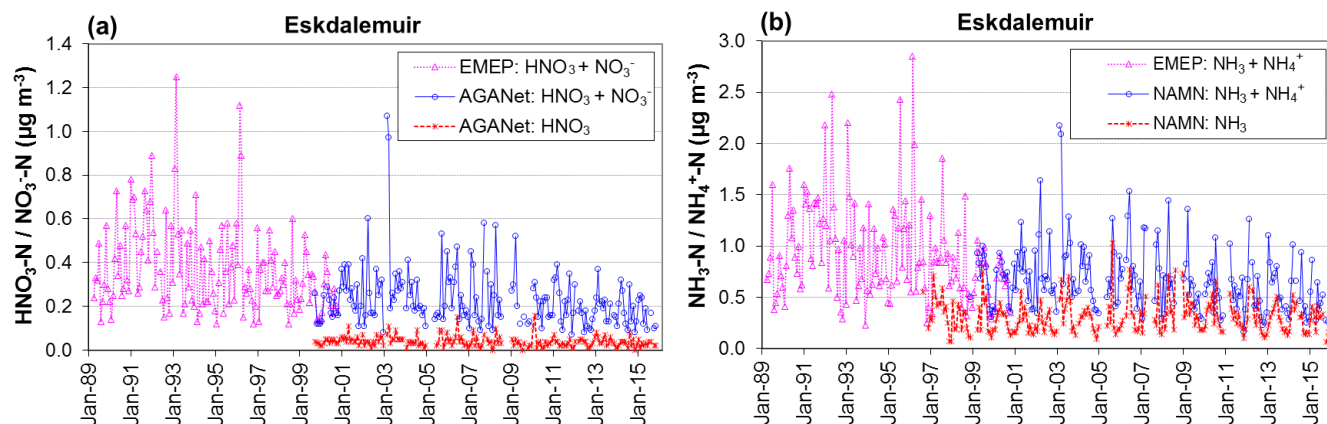 (a)
Eskdalemuir
HNO₃-N / NO₃⁻-N (µg m⁻³)
1.4
1.2
1.0
0.8
0.6
0.4
0.2
0.0
EMEP: HNO₃ + NO₃⁻
AGANet: HNO₃ + NO₃⁻
AGANet: HNO₃
Jan-89
Jan-91
Jan-93
Jan-95
Jan-97
Jan-99
Jan-01
Jan-03
Jan-05
Jan-07
Jan-09
Jan-11
Jan-13
Jan-15
(b)
Eskdalemuir
NH₃-N / NH₄⁺-N (µg m⁻³)
3.0
2.5
2.0
1.5
1.0
0.5
0.0
EMEP: NH₃ + NH₄⁺
NAMN: NH₃ + NH₄⁺
NAMN: NH₃
Jan-89
Jan-91
Jan-93
Jan-95
Jan-97
Jan-99
Jan-01
Jan-03
Jan-05
Jan-07
Jan-09
Jan-11
Jan-13
Jan-15